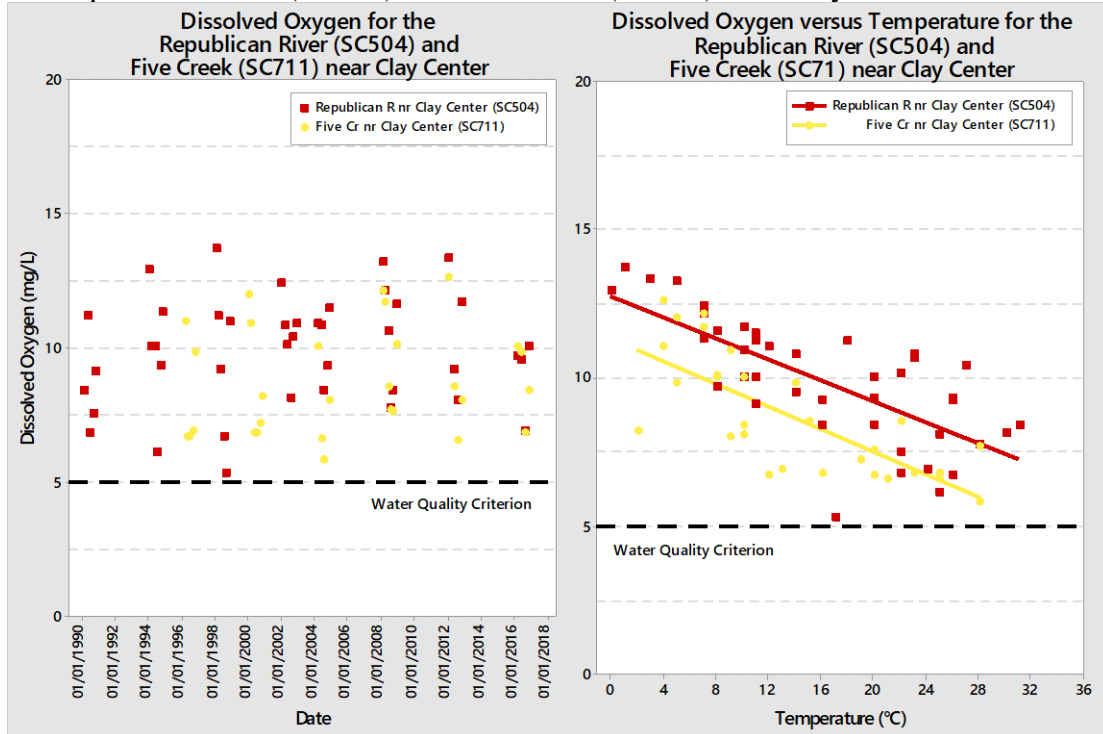 Dissolved Oxygen for the
Republican River (SC504) and
Five Creek (SC711) near Clay Center
Dissolved Oxygen (mg/L)
20
15
10
5
0
Republican R nr Clay Center (SC504)
Five Cr nr Clay Center (SC711)
Water Quality Criterion
01/01/1990
01/01/1992
01/01/1994
01/01/1996
01/01/1998
01/01/2000
01/01/2002
01/01/2004
01/01/2006
01/01/2008
01/01/2010
01/01/2012
01/01/2014
01/01/2016
01/01/2018
Date
Dissolved Oxygen versus Temperature for the
Republican River (SC504) and
Five Creek (SC71) near Clay Center
20
15
10
5
0
Republican R nr Clay Center (SC504)
Five Cr nr Clay Center (SC711)
Water Quality Criterion
0
4
8
12
16
20
24
28
32
36
Temperature (°C)